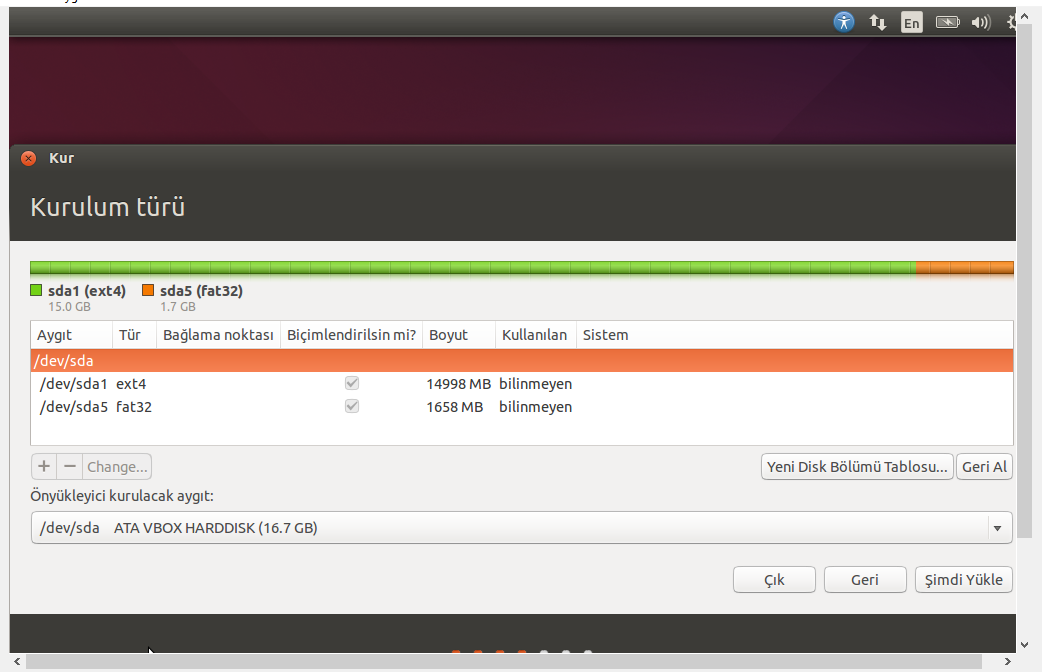 En
Kur
Kurulum türü
sda1 (ext4) sda5 (fat32)
15.0 GB 1.7 GB
Aygıt Tür Bağlama noktası Biçimlendirilsin mi? Boyut Kullanılan Sistem
/dev/sda
/dev/sda1 ext4 14998 MB bilinmeyen
/dev/sda5 fat32 1658 MB bilinmeyen
+ − Change... Yeni Disk Bölümü Tablosu... Geri Al
Önyükleyici kurulacak aygıt:
/dev/sda ATA VBOX HARDDISK (16.7 GB)
Çık Geri Şimdi Yükle